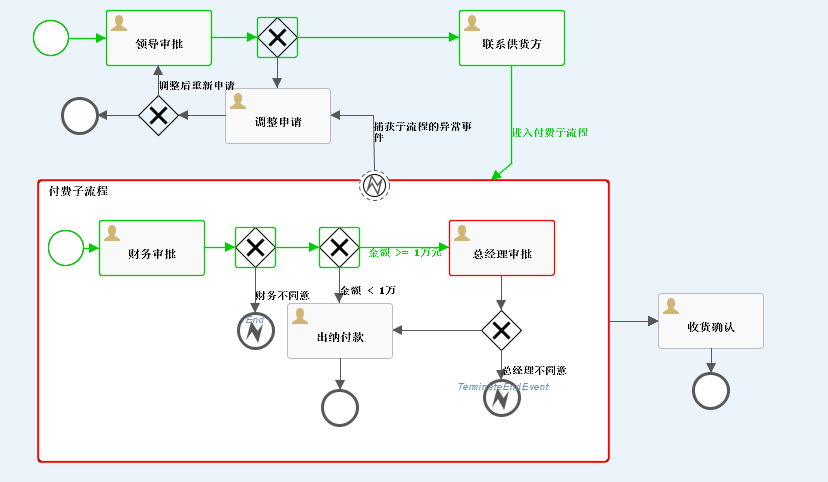 领导审批
联系供货方
调整后重新申请
调整申请
捕获子流程的异常事
件
进入付费子流程
付费子流程
财务审批
金额 >= 1万元
总经理审批
财务不同意
金额 < 1万
End
出纳付款
收货确认
总经理不同意
TerminateEndEvent